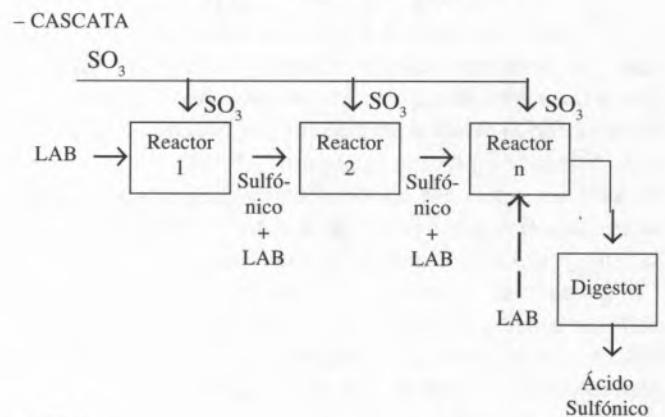 – CASCATA
SO3
SO3
SO3
SO3
LAB
Reactor
1
Sulfó-
nico
+
LAB
Reactor
2
Sulfó-
nico
+
LAB
Reactor
n
LAB
Digestor
Ácido
Sulfónico